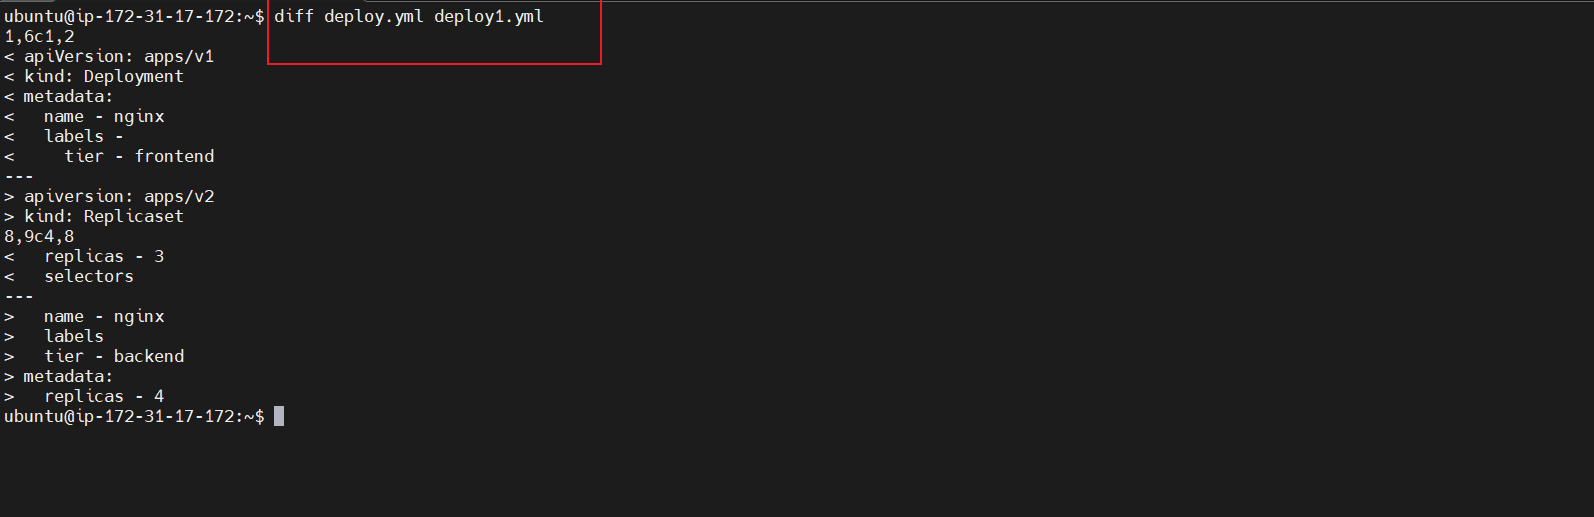 ubuntu@ip-172-31-17-172:~$ diff deploy.yml deploy1.yml
1,6c1,2
< apiVersion: apps/v1
< kind: Deployment
< metadata:
<   name - nginx
<   labels -
<     tier - frontend
---
> apiversion: apps/v2
> kind: Replicaset
8,9c4,8
<   replicas - 3
<   selectors
---
>   name - nginx
>   labels
>   tier - backend
> metadata:
>   replicas - 4
ubuntu@ip-172-31-17-172:~$